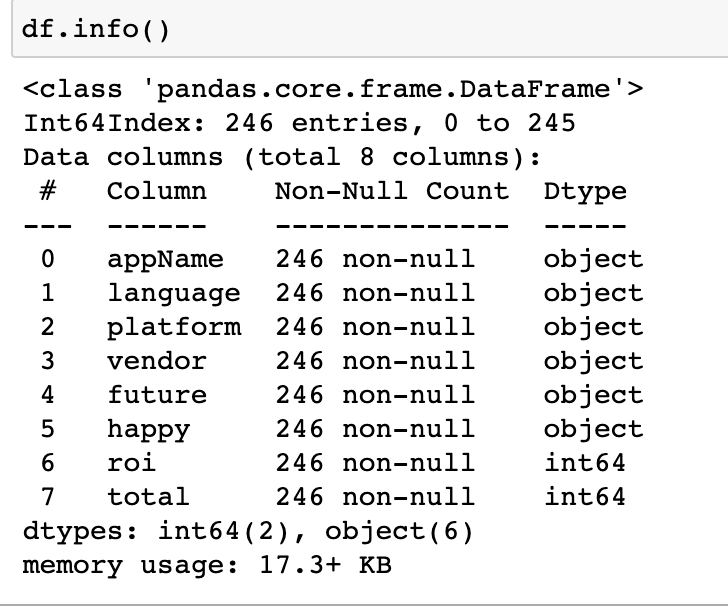 df.info()
<class 'pandas.core.frame.DataFrame'>
Int64Index: 246 entries, 0 to 245
Data columns (total 8 columns):
 #   Column    Non-Null Count  Dtype
---  ------    --------------  -----
 0   appName   246 non-null    object
 1   language  246 non-null    object
 2   platform  246 non-null    object
 3   vendor    246 non-null    object
 4   future    246 non-null    object
 5   happy     246 non-null    object
 6   roi       246 non-null    int64
 7   total     246 non-null    int64
dtypes: int64(2), object(6)
memory usage: 17.3+ KB